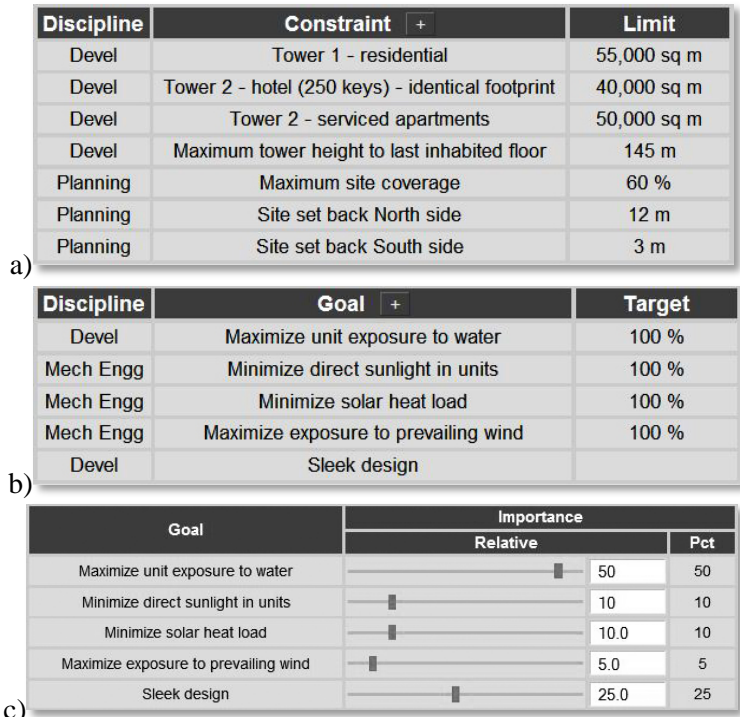 Discipline Constraint + Limit
Devel Tower 1 - residential 55,000 sq m
Devel Tower 2 - hotel (250 keys) - identical footprint 40,000 sq m
Devel Tower 2 - serviced apartments 50,000 sq m
Devel Maximum tower height to last inhabited floor 145 m
Planning Maximum site coverage 60 %
Planning Site set back North side 12 m
Planning Site set back South side 3 m
a)
Discipline Goal + Target
Devel Maximize unit exposure to water 100 %
Mech Engg Minimize direct sunlight in units 100 %
Mech Engg Minimize solar heat load 100 %
Mech Engg Maximize exposure to prevailing wind 100 %
Devel Sleek design
b)
Goal Importance
Relative Pct
Maximize unit exposure to water 50 50
Minimize direct sunlight in units 10 10
Minimize solar heat load 10.0 10
Maximize exposure to prevailing wind 5.0 5
Sleek design 25.0 25
c)